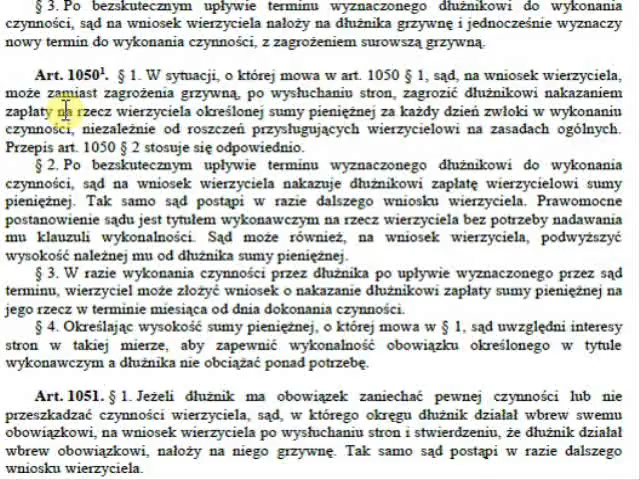 § 3. Po bezskutecznym upływie terminu wyznaczonego dłużnikowi do wykonania
czynności, sąd na wniosek wierzyciela nałoży na dłużnika grzywnę i jednocześnie wyznaczy
nowy termin do wykonania czynności, z zagrożeniem surowszą grzywną.
Art. 1050¹. § 1. W sytuacji, o której mowa w art. 1050 § 1, sąd, na wniosek wierzyciela,
może zamiast zagrożenia grzywną, po wysłuchaniu stron, zagrozić dłużnikowi nakazaniem
zapłaty na rzecz wierzyciela określonej sumy pieniężnej za każdy dzień zwłoki w wykonaniu
czynności, niezależnie od roszczeń przysługujących wierzycielowi na zasadach ogólnych.
Przepis art. 1050 § 2 stosuje się odpowiednio.
§ 2. Po bezskutecznym upływie terminu wyznaczonego dłużnikowi do wykonania
czynności, sąd na wniosek wierzyciela nakazuje dłużnikowi zapłatę wierzycielowi sumy
pieniężnej. Tak samo sąd postąpi w razie dalszego wniosku wierzyciela. Prawomocne
postanowienie sądu jest tytułem wykonawczym na rzecz wierzyciela bez potrzeby nadawania
mu klauzuli wykonalności. Sąd może również, na wniosek wierzyciela, podwyższyć
wysokość należnej mu od dłużnika sumy pieniężnej.
§ 3. W razie wykonania czynności przez dłużnika po upływie wyznaczonego przez sąd
terminu, wierzyciel może złożyć wniosek o nakazanie dłużnikowi zapłaty sumy pieniężnej na
jego rzecz w terminie miesiąca od dnia dokonania czynności.
§ 4. Określając wysokość sumy pieniężnej, o której mowa w § 1, sąd uwzględni interesy
stron w takiej mierze, aby zapewnić wykonalność obowiązku określonego w tytule
wykonawczym a dłużnika nie obciążać ponad potrzebę.
Art. 1051. § 1. Jeżeli dłużnik ma obowiązek zaniechać pewnej czynności lub nie
przeszkadzać czynności wierzyciela, sąd, w którego okręgu dłużnik działał wbrew swemu
obowiązkowi, na wniosek wierzyciela po wysłuchaniu stron i stwierdzeniu, że dłużnik działał
wbrew obowiązkowi, nałoży na niego grzywnę. Tak samo sąd postąpi w razie dalszego
wniosku wierzyciela.